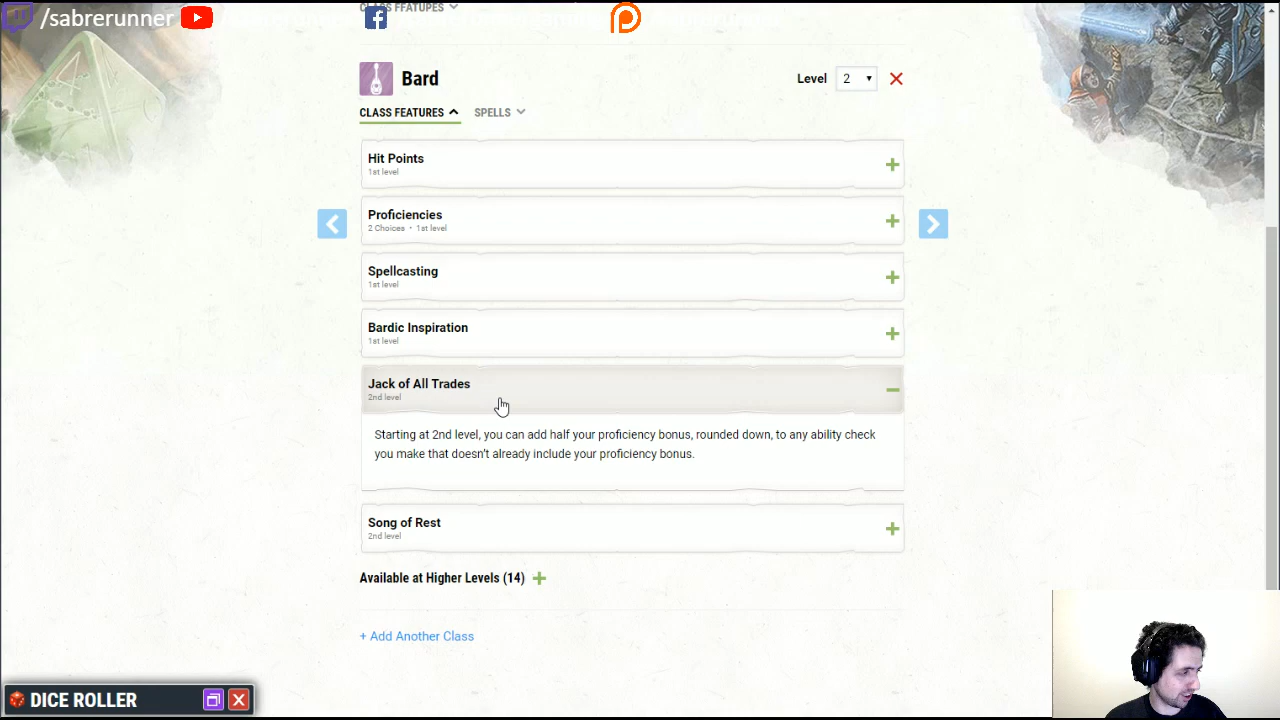 /sabrerunner
CLASS FEATURES
Bard
Level 2
CLASS FEATURES SPELLS
Hit Points
1st level
Proficiencies
2 Choices • 1st level
Spellcasting
1st level
Bardic Inspiration
1st level
Jack of All Trades
2nd level
Starting at 2nd level, you can add half your proficiency bonus, rounded down, to any ability check
you make that doesn't already include your proficiency bonus.
Song of Rest
2nd level
Available at Higher Levels (14)
+ Add Another Class
DICE ROLLER